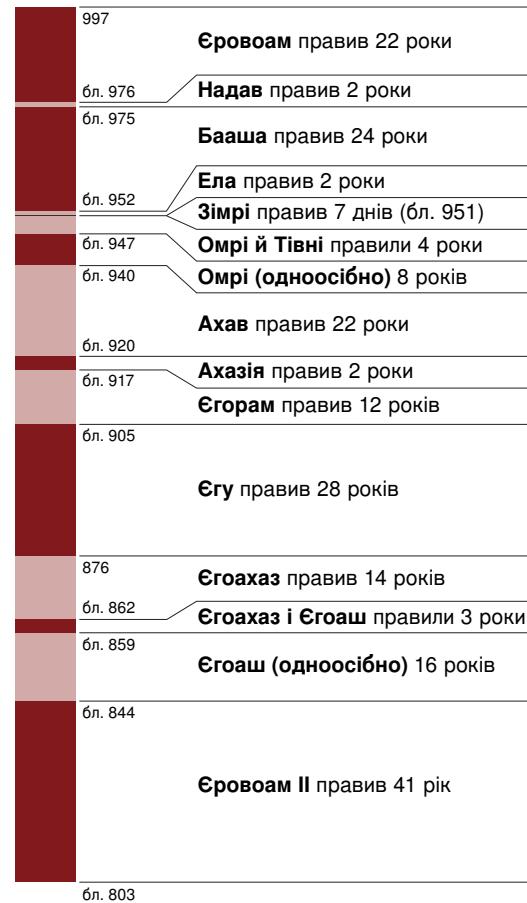 997
Єровоам правив 22 роки
бл. 976
Надав правив 2 роки
бл. 975
Бааша правив 24 роки
Ела правив 2 роки
бл. 952
Зімрі правив 7 днів (бл. 951)
бл. 947
Омрі й Тівні правили 4 роки
бл. 940
Омрі (одноосібно) 8 років
Ахав правив 22 роки
бл. 920
Ахазія правив 2 роки
бл. 917
Єгорам правив 12 років
бл. 905
Єгу правив 28 років
876
Єгоахаз правив 14 років
бл. 862
Єгоахаз і Єгоаш правили 3 роки
бл. 859
Єгоаш (одноосібно) 16 років
бл. 844
Єровоам II правив 41 рік
бл. 803